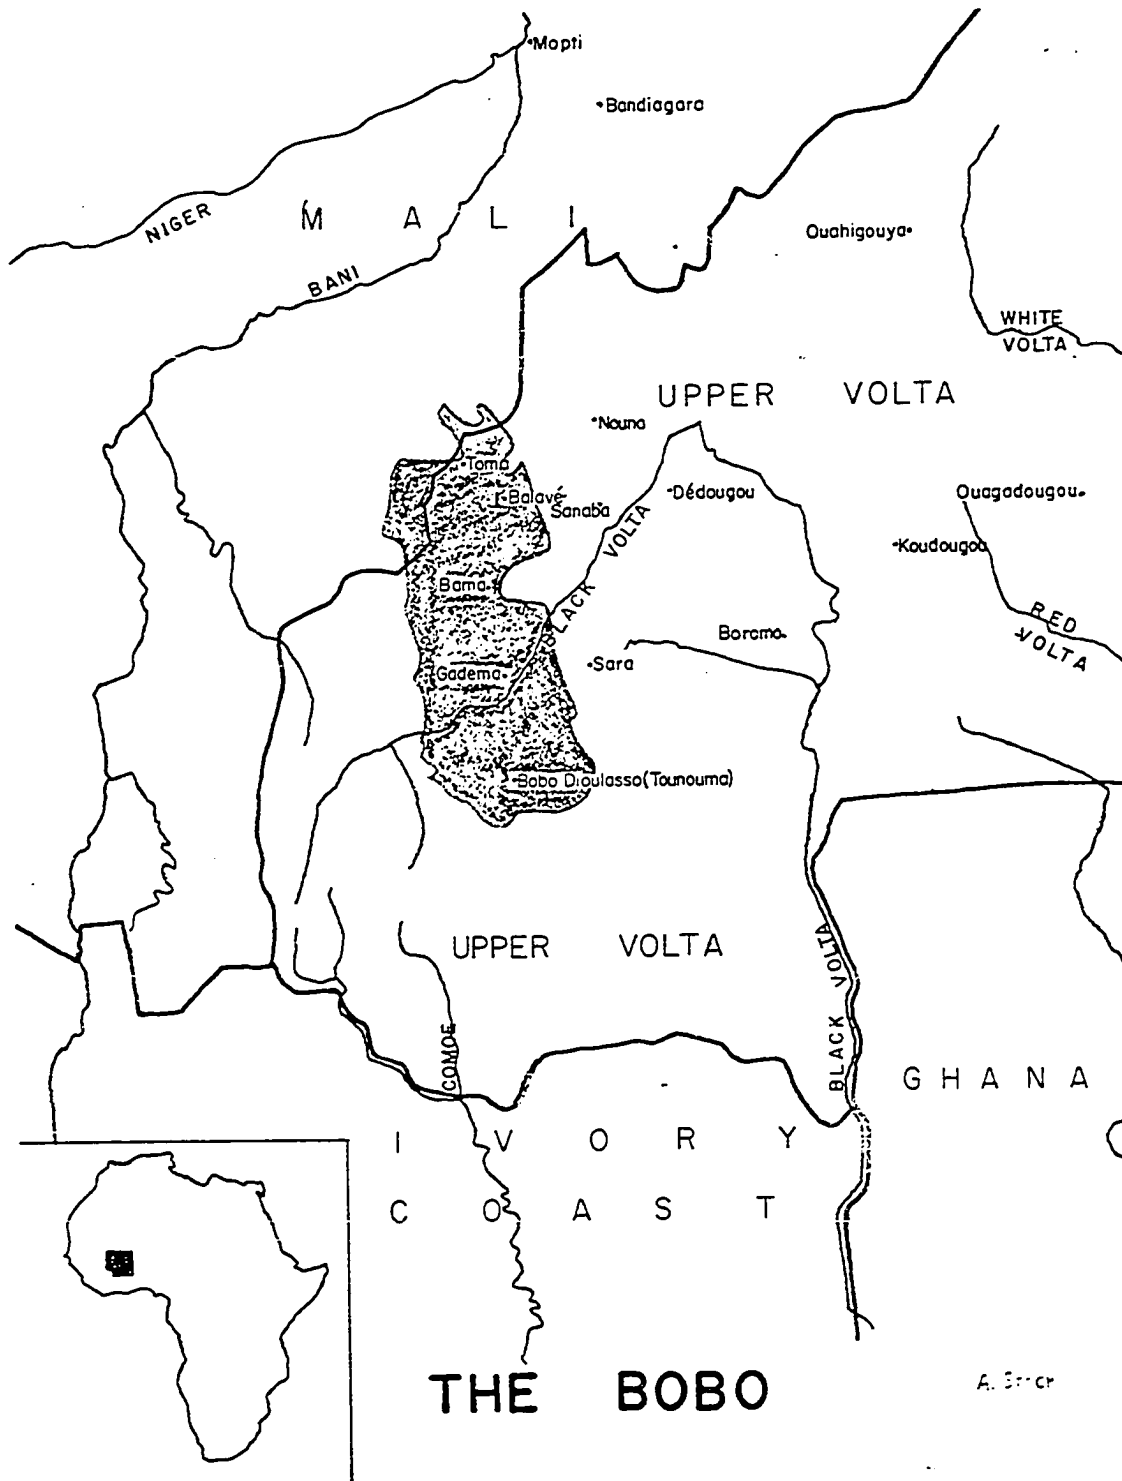 Mopti
Bandiagara
NIGER
M A L I
Ouahigouya
BANI
WHITE
VOLTA
UPPER VOLTA
Nouna
Toma
Balavé
Sanaba
Dédougou
Ouagadougou
Koudougou
BLACK VOLTA
Bama
RED
VOLTA
Boromo
Sara
Gadema
Bobo Dioulasso (Tounouma)
UPPER VOLTA
BLACK VOLTA
COMOE
G H A N A
I V O R Y
C O A S T
THE BOBO
A.